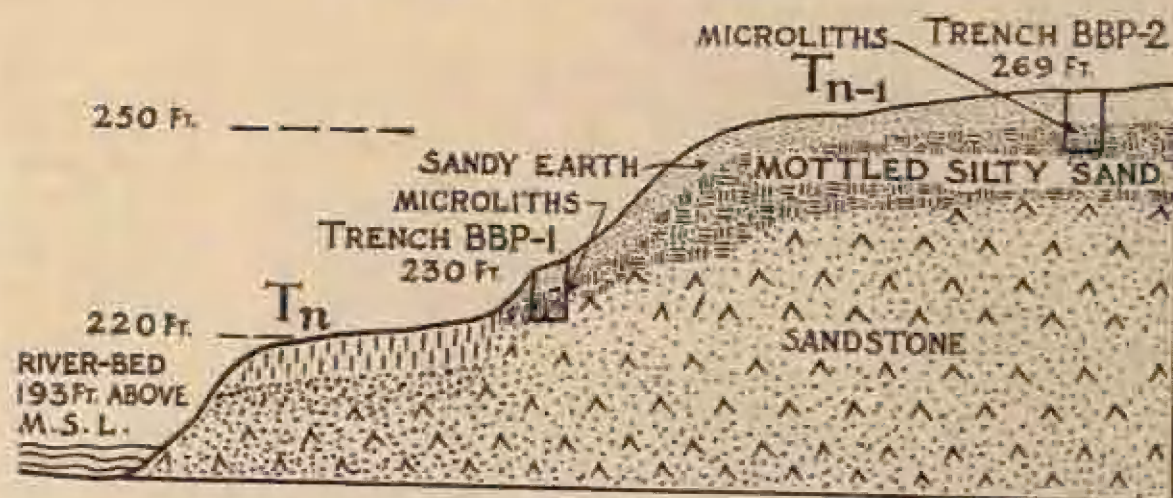 MICROLITHS
TRENCH BBP-2
269 FT.
Tn-1
250 FT.
SANDY EARTH
MOTTLED SILTY SAND
MICROLITHS
TRENCH BBP-1
230 FT
Tn
220 FT.
RIVER-BED
193 FT. ABOVE
M.S.L.
SANDSTONE